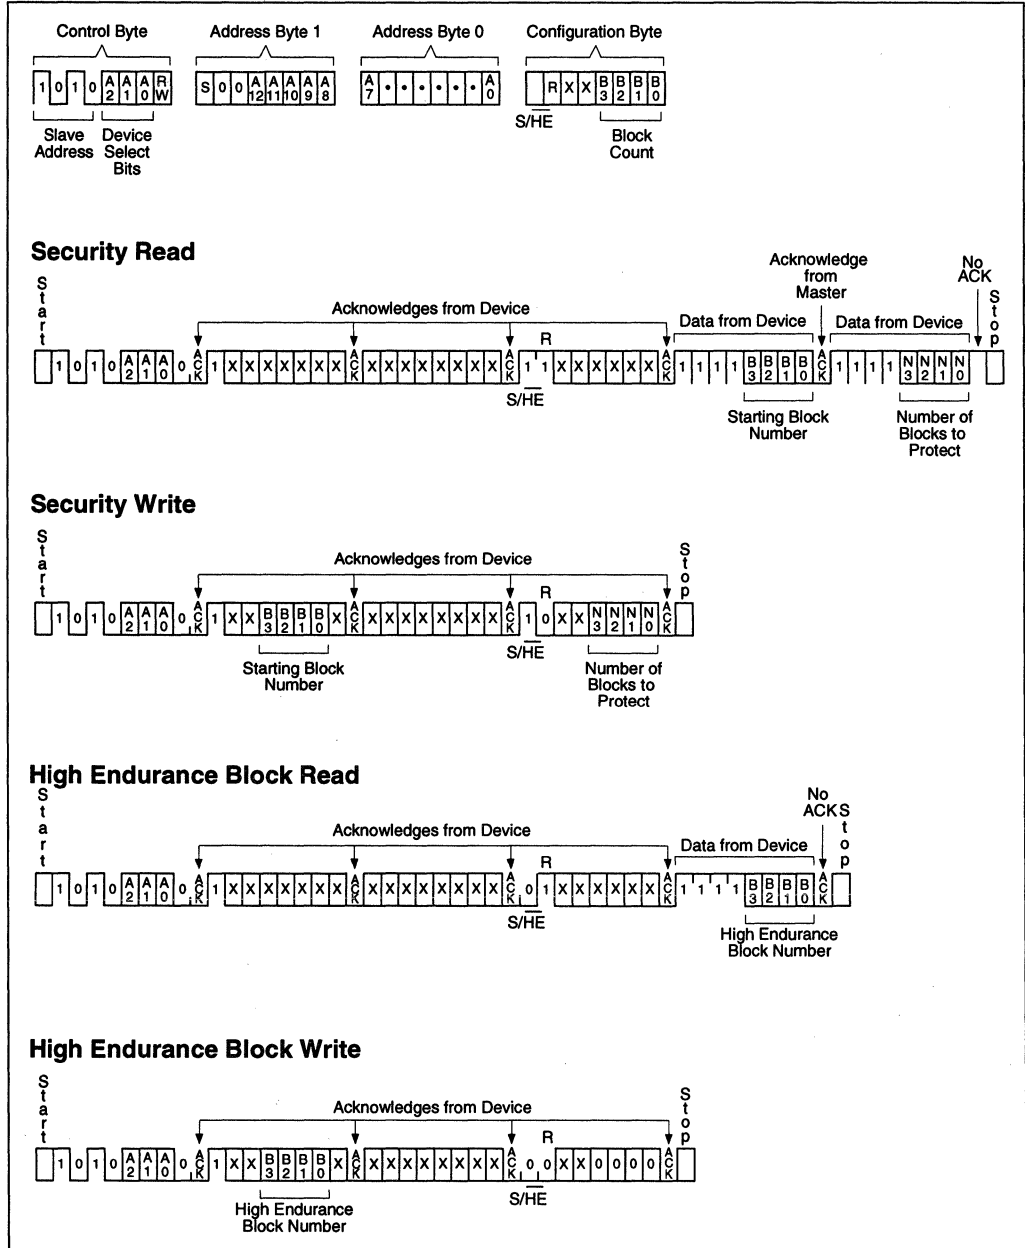 Control Byte Address Byte 1 Address Byte 0 Configuration Byte
1 0 1 0 A2 A1 A0 RW S 0 0 A12 A11 A10 A9 A8 A7 • • • • • • A0 R X X B3 B2 B1 B0
S/HE
Slave Address Device Select Bits Block Count
Security Read
Acknowledge from Master
No ACK
Start Acknowledges from Device Data from Device Data from Device Stop
R
1 0 1 0 A2 A1 A0 0 ACK 1 X X X X X X X ACK X X X X X X X X ACK 1 1 X X X X X X ACK 1 1 1 1 B3 B2 B1 B0 ACK 1 1 1 1 N3 N2 N1 N0
S/HE
Starting Block Number Number of Blocks to Protect
Security Write
Start Acknowledges from Device Stop
R
1 0 1 0 A2 A1 A0 0 ACK 1 X X B3 B2 B1 B0 X ACK X X X X X X X X ACK 1 0 X X N3 N2 N1 N0 ACK
S/HE
Starting Block Number Number of Blocks to Protect
High Endurance Block Read
No ACK
Start Acknowledges from Device Data from Device Stop
R
1 0 1 0 A2 A1 A0 0 ACK 1 X X X X X X X ACK X X X X X X X X ACK 0 1 X X X X X X ACK 1 1 1 1 B3 B2 B1 B0 ACK
S/HE
High Endurance Block Number
High Endurance Block Write
Start Acknowledges from Device Stop
R
1 0 1 0 A2 A1 A0 0 ACK 1 X X B3 B2 B1 B0 X ACK X X X X X X X X ACK 0 0 X X 0 0 0 0 ACK
S/HE
High Endurance Block Number